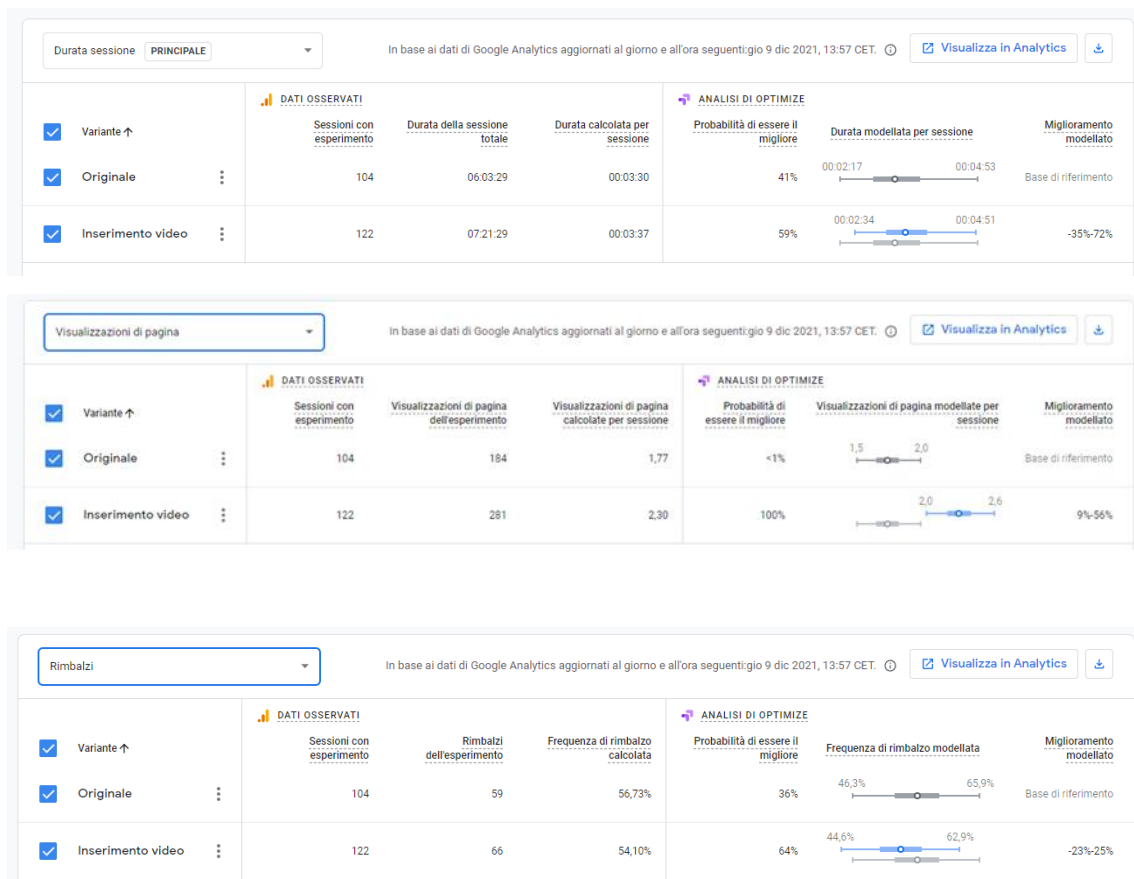 Durata sessione PRINCIPALE
In base ai dati di Google Analytics aggiornati al giorno e all'ora seguenti:gio 9 dic 2021, 13:57 CET.
Visualizza in Analytics
DATI OSSERVATI
ANALISI DI OPTIMIZE
Variante
Sessioni con
esperimento
Durata della sessione
totale
Durata calcolata per
sessione
Probabilità di essere il
migliore
Durata modellata per sessione
Miglioramento
modellato
Originale 104 06:03:29 00:03:30 41% 00:02:17 00:04:53 Base di riferimento
Inserimento video 122 07:21:29 00:03:37 59% 00:02:34 00:04:51 -35%-72%
Visualizzazioni di pagina
In base ai dati di Google Analytics aggiornati al giorno e all'ora seguenti:gio 9 dic 2021, 13:57 CET.
Visualizza in Analytics
DATI OSSERVATI
ANALISI DI OPTIMIZE
Variante
Sessioni con
esperimento
Visualizzazioni di pagina
dell'esperimento
Visualizzazioni di pagina
calcolate per sessione
Probabilità di
essere il migliore
Visualizzazioni di pagina modellate per
sessione
Miglioramento
modellato
Originale 104 184 1,77 <1% 1,5 2,0 Base di riferimento
Inserimento video 122 281 2,30 100% 2,0 2,6 9%-56%
Rimbalzi
In base ai dati di Google Analytics aggiornati al giorno e all'ora seguenti:gio 9 dic 2021, 13:57 CET.
Visualizza in Analytics
DATI OSSERVATI
ANALISI DI OPTIMIZE
Variante
Sessioni con
esperimento
Rimbalzi
dell'esperimento
Frequenza di rimbalzo
calcolata
Probabilità di essere il
migliore
Frequenza di rimbalzo modellata
Miglioramento
modellato
Originale 104 59 56,73% 36% 46,3% 65,9% Base di riferimento
Inserimento video 122 66 54,10% 64% 44,6% 62,9% -23%-25%